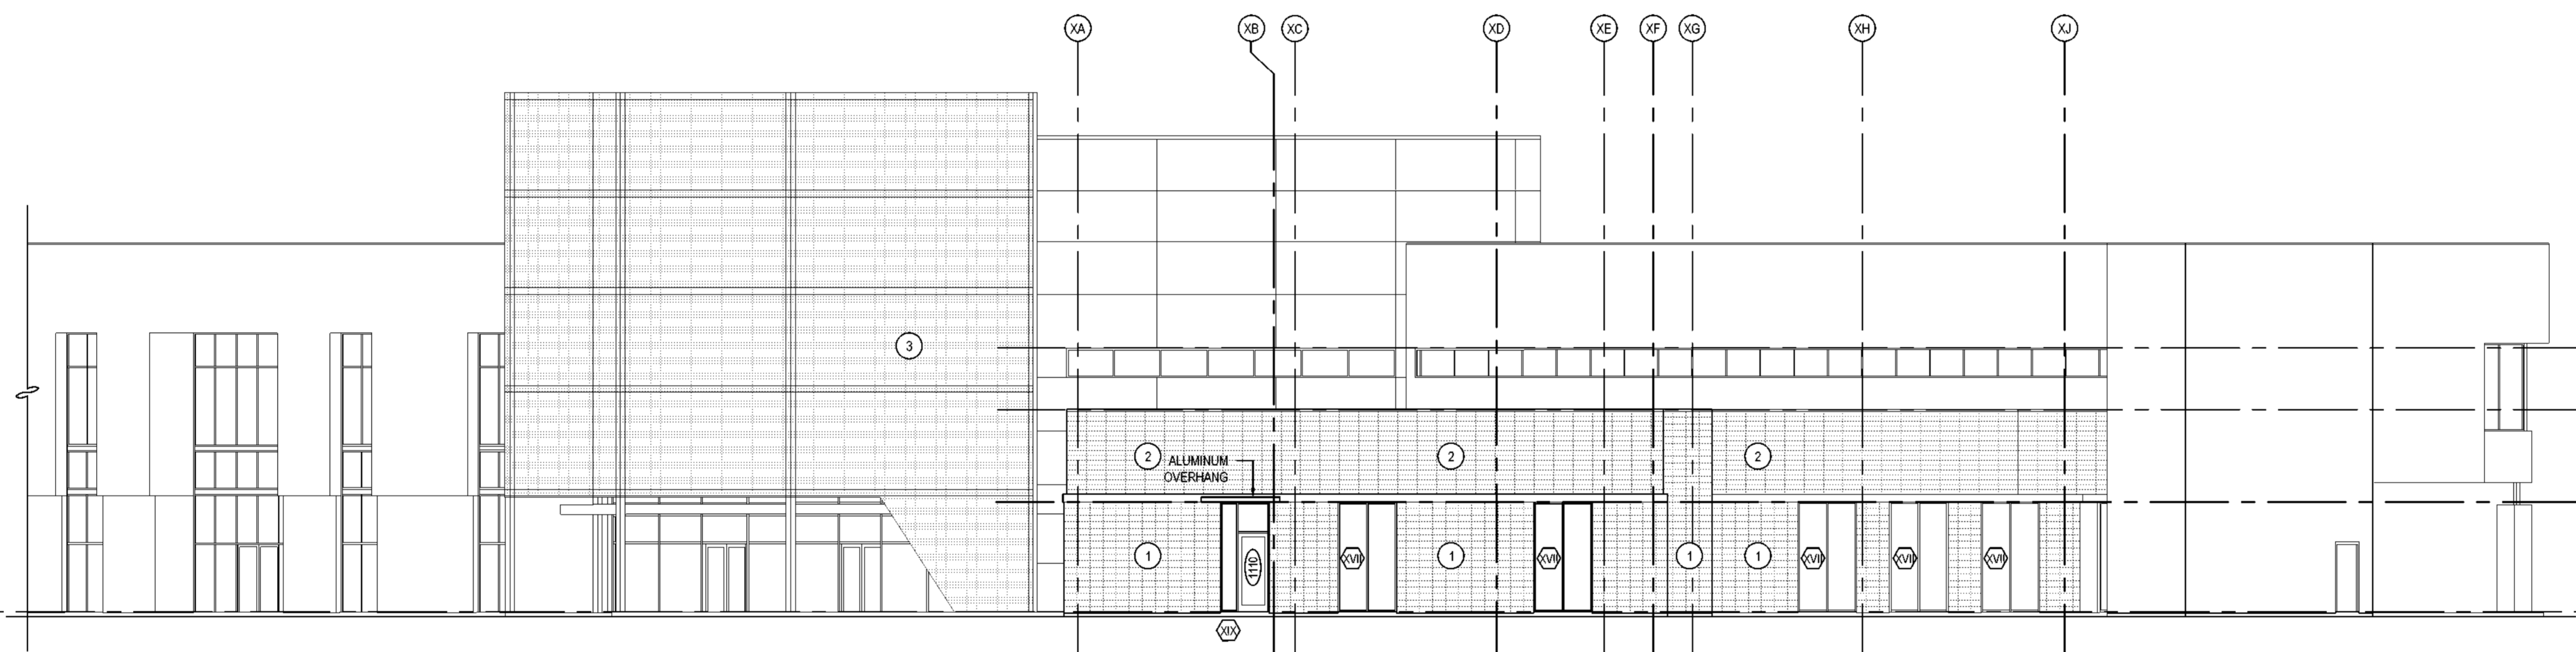 XA XB XC XD XE XF XG XH XJ
3
2 ALUMINUM 2 2
OVERHANG
1 1110 XVII 1 XVII 1 1 XVII XVII XVII
XIX